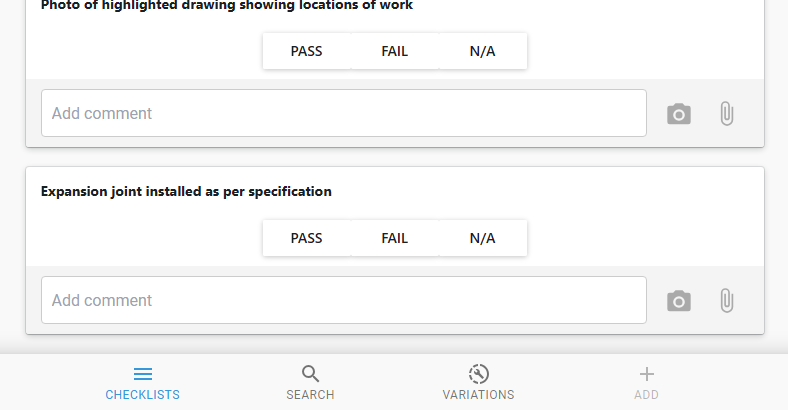 Photo of highlighted drawing showing locations of work
PASS FAIL N/A
Add comment
Expansion joint installed as per specification
PASS FAIL N/A
Add comment
CHECKLISTS SEARCH VARIATIONS ADD